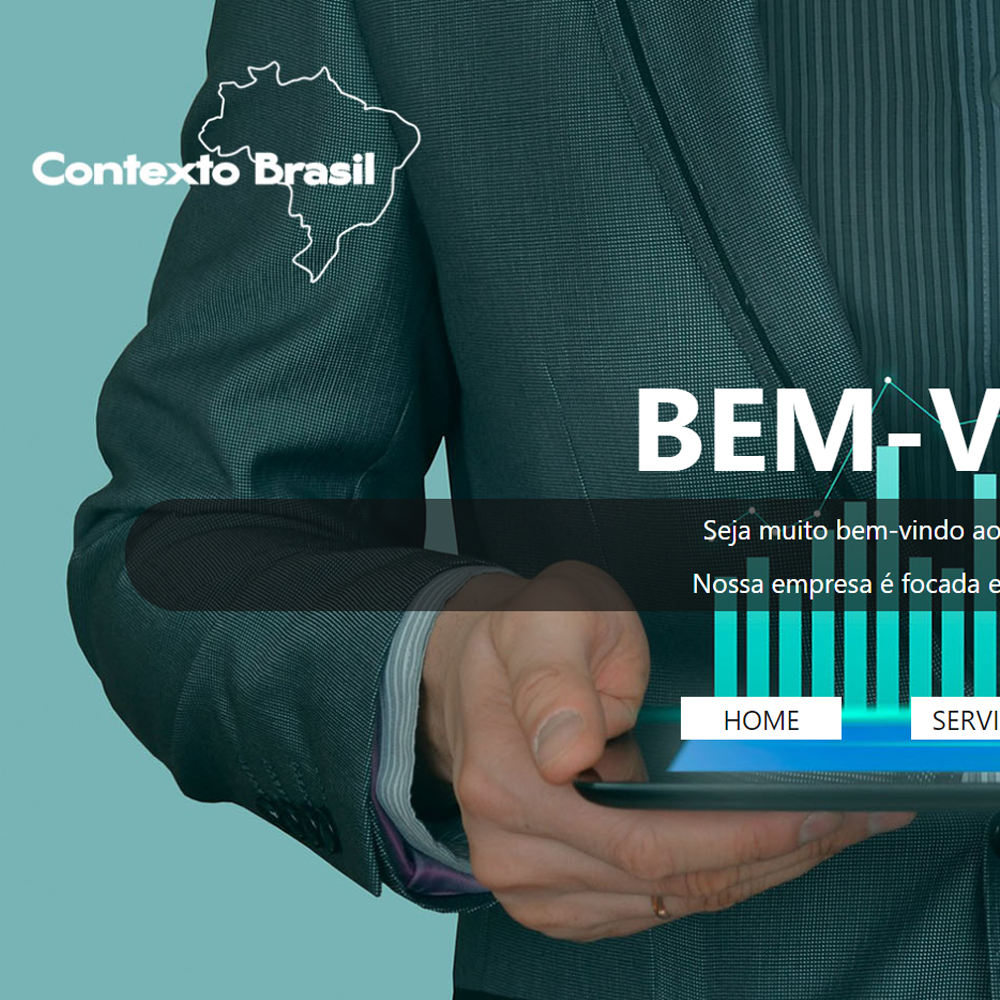 Contexto Brasil
BEM-V
Seja muito bem-vindo ao
Nossa empresa é focada e
HOME
SERVI